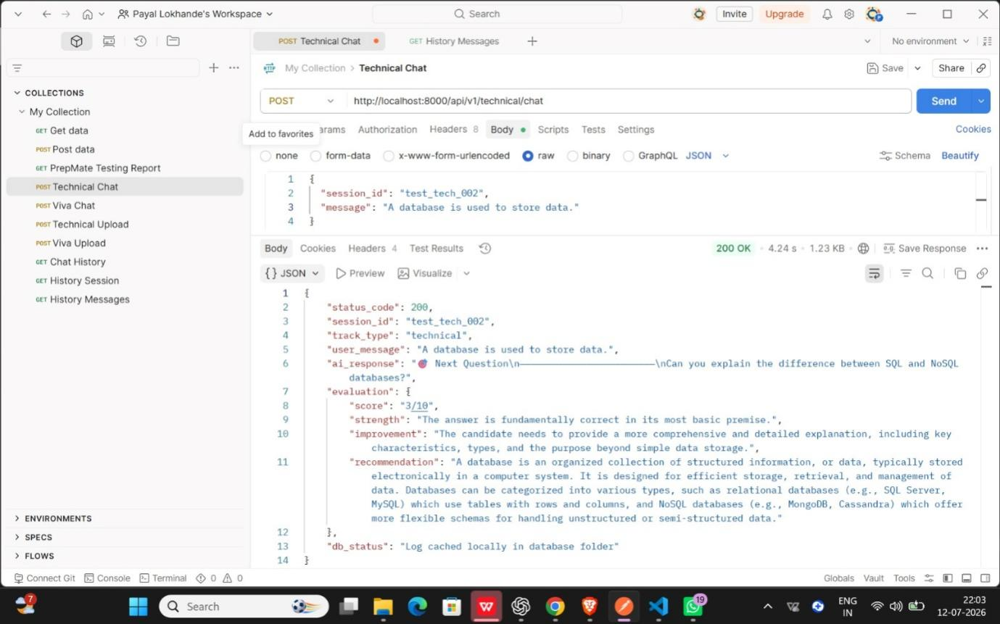 Payal Lokhande's Workspace
Search
Invite
Upgrade
POST Technical Chat
GET History Messages
No environment
My Collection > Technical Chat
Save
Share
COLLECTIONS
My Collection
GET Get data
POST Post data
GET PrepMate Testing Report
POST Technical Chat
POST Viva Chat
POST Technical Upload
POST Viva Upload
GET Chat History
GET History Session
GET History Messages
ENVIRONMENTS
SPECS
FLOWS
POST
http://localhost:8000/api/v1/technical/chat
Send
Add to favorites
arams
Authorization
Headers 8
Body
Scripts
Tests
Settings
Cookies
none
form-data
x-www-form-urlencoded
raw
binary
GraphQL
JSON
Schema
Beautify
1 {
2 "session_id": "test_tech_002",
3 "message": "A database is used to store data."
4 }
Body
Cookies
Headers 4
Test Results
200 OK • 4.24 s • 1.23 KB
Save Response
{} JSON
Preview
Visualize
1 {
2 "status_code": 200,
3 "session_id": "test_tech_002",
4 "track_type": "technical",
5 "user_message": "A database is used to store data.",
6 "ai_response": "🎯 Next Question\n──────────────────────\nCan you explain the difference between SQL and NoSQL
databases?",
7 "evaluation": {
8 "score": "3/10",
9 "strength": "The answer is fundamentally correct in its most basic premise.",
10 "improvement": "The candidate needs to provide a more comprehensive and detailed explanation, including key
characteristics, types, and the purpose beyond simple data storage.",
11 "recommendation": "A database is an organized collection of structured information, or data, typically stored
electronically in a computer system. It is designed for efficient storage, retrieval, and management of
data. Databases can be categorized into various types, such as relational databases (e.g., SQL Server,
MySQL) which use tables with rows and columns, and NoSQL databases (e.g., MongoDB, Cassandra) which offer
more flexible schemas for handling unstructured or semi-structured data."
12 },
13 "db_status": "Log cached locally in database folder"
14 }
Connect Git
Console
Terminal
0
0
Globals
Vault
Tools
7
Search
19
ENG
IN
22:03
12-07-2026